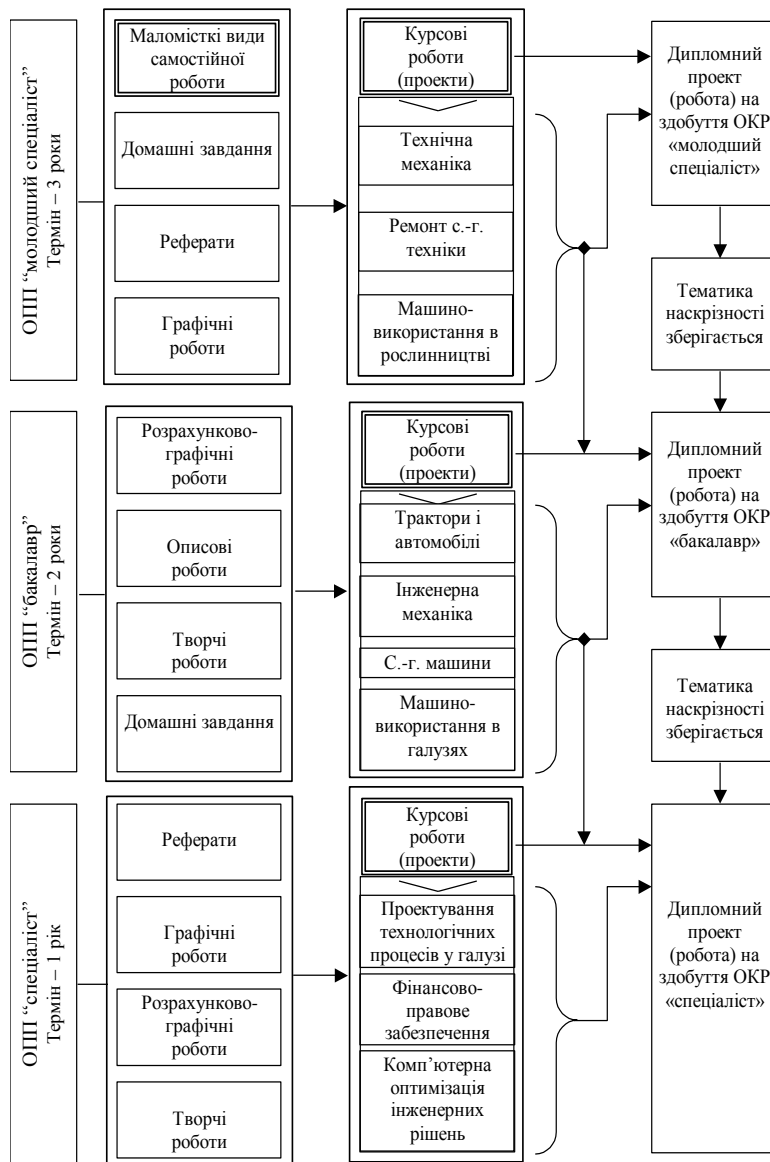 ОПП “молодший спеціаліст”
Термін – 3 роки
Маломісткі види
самостійної
роботи
Домашні завдання
Реферати
Графічні
роботи
Курсові
роботи
(проекти)
Технічна
механіка
Ремонт с.-г.
техніки
Машино-
використання в
рослинництві
Дипломний
проект
(робота) на
здобуття ОКР
«молодший
спеціаліст»
Тематика
наскрізності
зберігається
ОПП “бакалавр”
Термін – 2 роки
Розрахунково-
графічні
роботи
Описові
роботи
Творчі
роботи
Домашні завдання
Курсові
роботи
(проекти)
Трактори і
автомобілі
Інженерна
механіка
С.-г. машини
Машино-
використання в
галузях
Дипломний
проект
(робота) на
здобуття ОКР
«бакалавр»
Тематика
наскрізності
зберігається
ОПП “спеціаліст”
Термін – 1 рік
Реферати
Графічні
роботи
Розрахунково-
графічні
роботи
Творчі
роботи
Курсові
роботи
(проекти)
Проектування
технологічних
процесів у галузі
Фінансово-
правове
забезпечення
Комп’ютерна
оптимізація
інженерних
рішень
Дипломний
проект
(робота) на
здобуття ОКР
«спеціаліст»